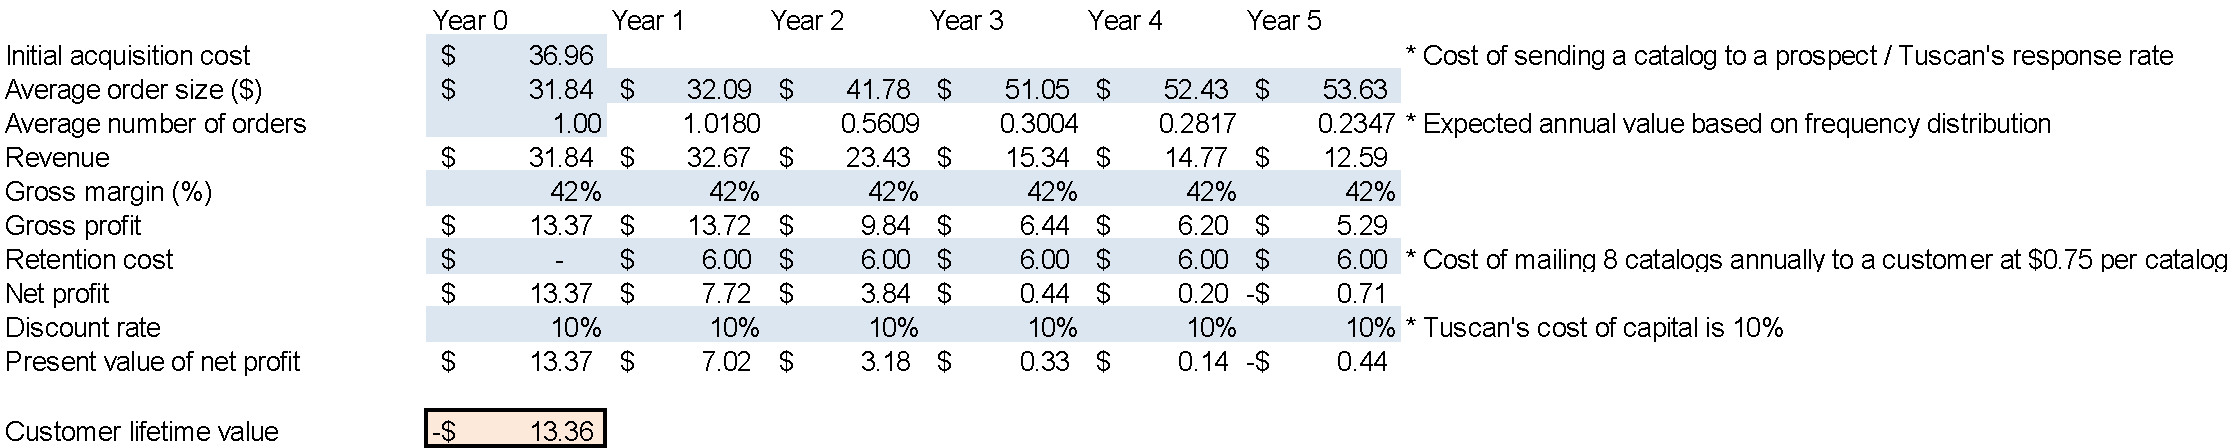 Year 0 Year 1 Year 2 Year 3 Year 4 Year 5
Initial acquisition cost $ 36.96 * Cost of sending a catalog to a prospect / Tuscan's response rate
Average order size ($) $ 31.84 $ 32.09 $ 41.78 $ 51.05 $ 52.43 $ 53.63
Average number of orders 1.00 1.0180 0.5609 0.3004 0.2817 0.2347 * Expected annual value based on frequency distribution
Revenue $ 31.84 $ 32.67 $ 23.43 $ 15.34 $ 14.77 $ 12.59
Gross margin (%) 42% 42% 42% 42% 42% 42%
Gross profit $ 13.37 $ 13.72 $ 9.84 $ 6.44 $ 6.20 $ 5.29
Retention cost $ - $ 6.00 $ 6.00 $ 6.00 $ 6.00 $ 6.00 * Cost of mailing 8 catalogs annually to a customer at $0.75 per catalog
Net profit $ 13.37 $ 7.72 $ 3.84 $ 0.44 $ 0.20 -$ 0.71
Discount rate 10% 10% 10% 10% 10% 10% * Tuscan's cost of capital is 10%
Present value of net profit $ 13.37 $ 7.02 $ 3.18 $ 0.33 $ 0.14 -$ 0.44
Customer lifetime value -$ 13.36